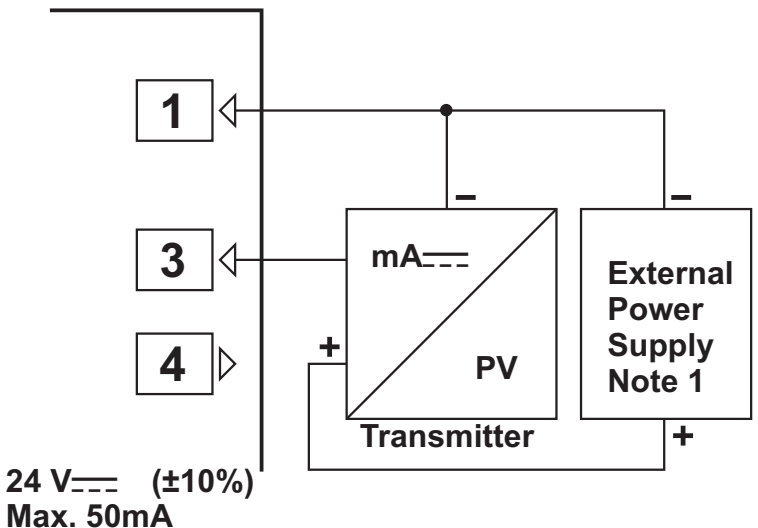 1
3
4
mA
PV
+
−
−
+
External
Power
Supply
Note 1
Transmitter
24 V (±10%)
Max. 50mA